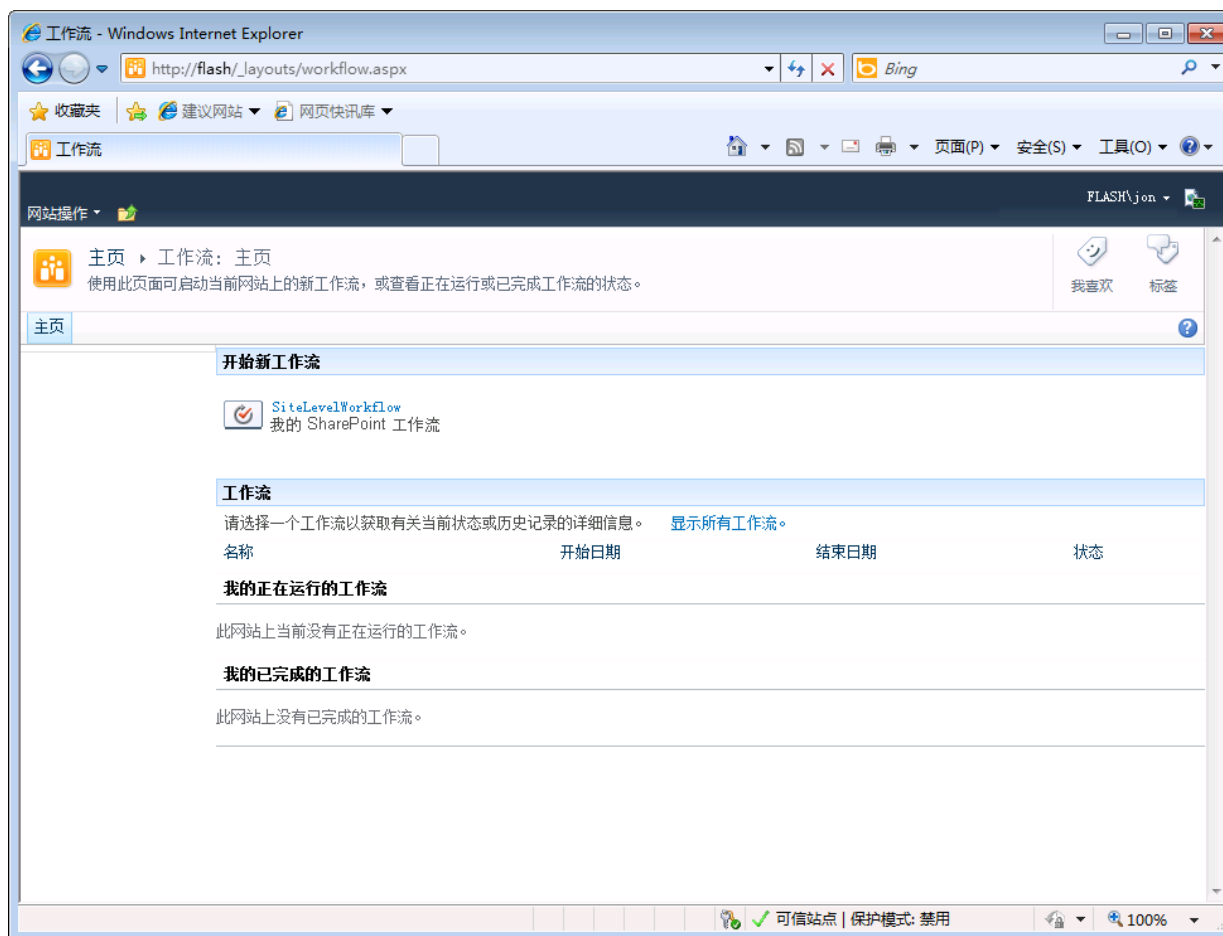 工作流 - Windows Internet Explorer
http://flash/_layouts/workflow.aspx
Bing
收藏夹 建议网站 网页快讯库
工作流 页面(P) 安全(S) 工具(O)
FLASH\jon
网站操作
主页 工作流: 主页
使用此页面可启动当前网站上的新工作流，或查看正在运行或已完成工作流的状态。
我喜欢 标签
主页
开始新工作流
SiteLevelWorkflow
我的 SharePoint 工作流
工作流
请选择一个工作流以获取有关当前状态或历史记录的详细信息。 显示所有工作流。
名称 开始日期 结束日期 状态
我的正在运行的工作流
此网站上当前没有正在运行的工作流。
我的已完成的工作流
此网站上没有已完成的工作流。
可信站点 | 保护模式: 禁用 100%